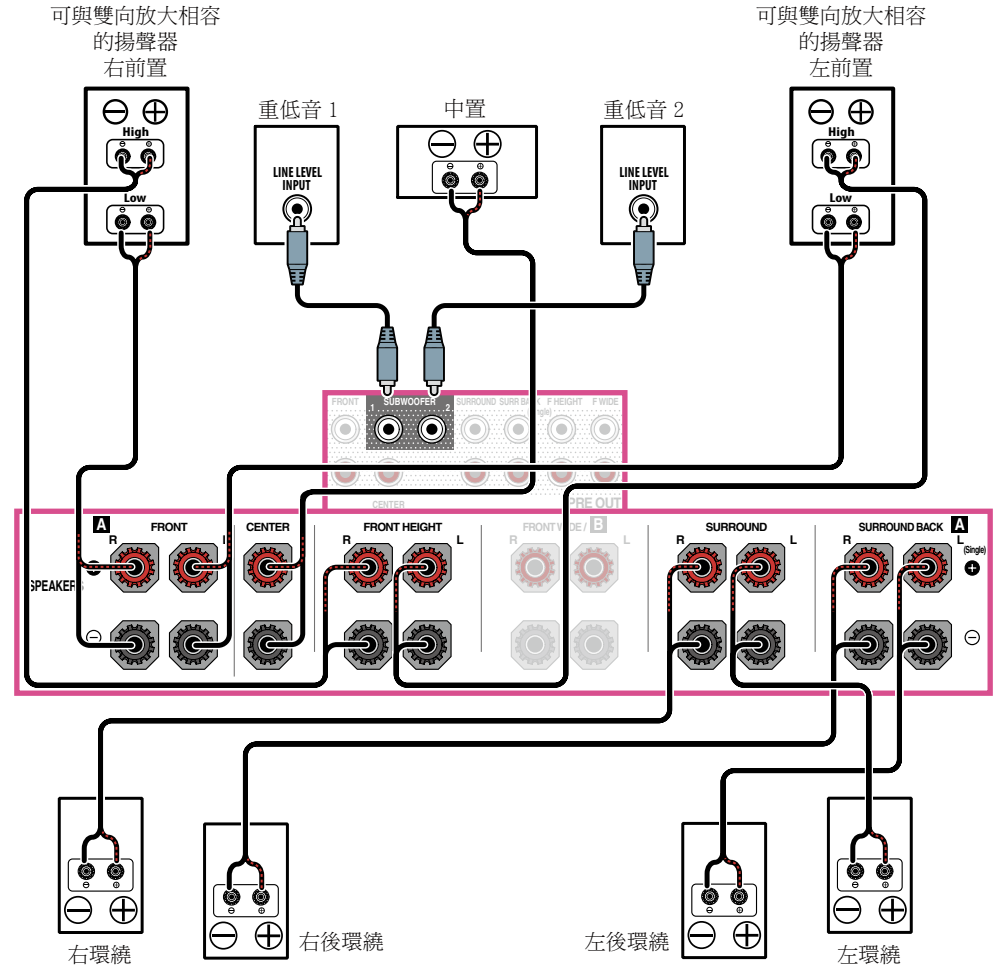 可與雙向放大相容
的揚聲器
右前置
可與雙向放大相容
的揚聲器
左前置
重低音 1
中置
重低音 2
High
Low
LINE LEVEL
INPUT
LINE LEVEL
INPUT
High
Low
FRONT
SUBWOOFER
1
2
SURROUND
SURR BACK
F HEIGHT
F WIDE
CENTER
PRE OUT
A
FRONT
R
CENTER
FRONT HEIGHT
R
L
FRONT WIDE / B
R
L
SURROUND
R
L
SURROUND BACK
A
R
L
(Single)
SPEAKERS
右環繞
右後環繞
左後環繞
左環繞